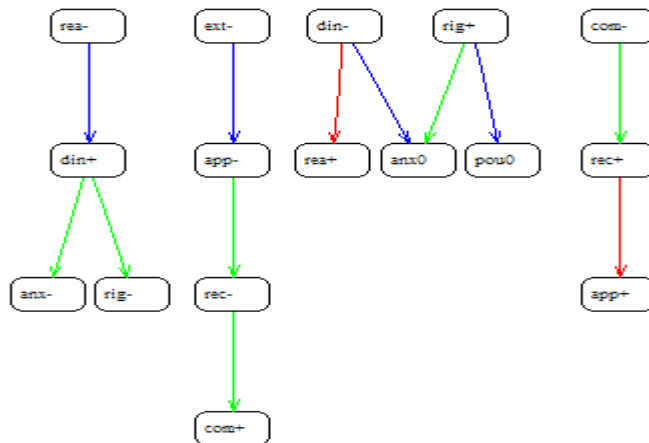 rea-
ext-
din-
rig+
com-
din+
app-
rea+
anx0
pou0
rec+
anx-
rig-
rec-
app+
com+